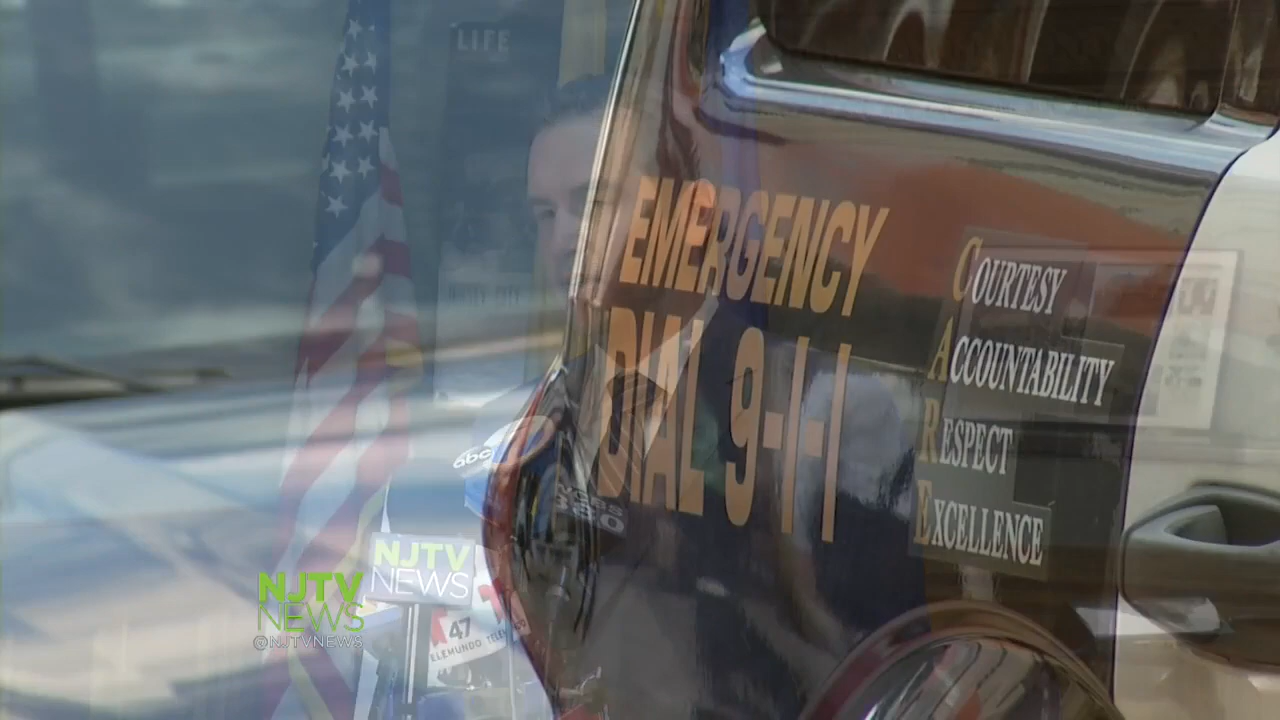 LIFE
EMERGENCY
DIAL 9-1-1
COURTESY
ACCOUNTABILITY
RESPECT
EXCELLENCE
abc
NJTV
NEWS
47
NJTV
NEWS
@NJTVNEWS